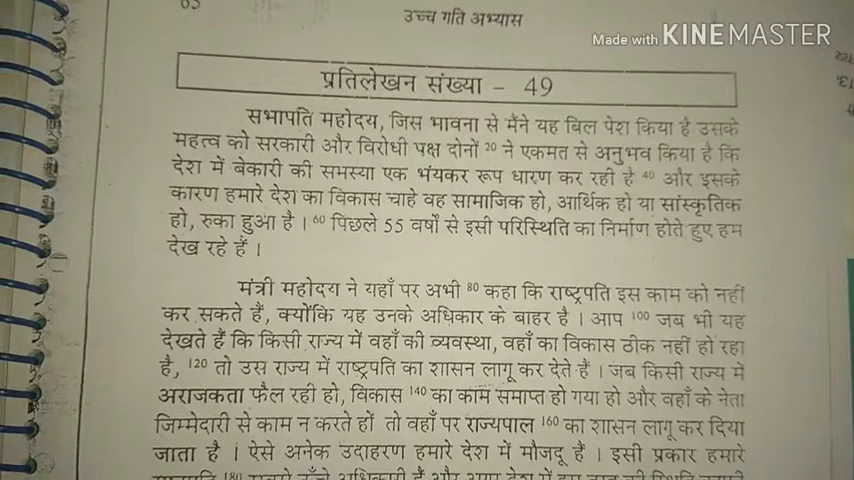 65
उच्च गति अभ्यास
Made with KINEMASTER
प्रतिलेखन संख्या - 49
सभापति महोदय, जिस भावना से मैंने यह बिल पेश किया है उसके
महत्व को सरकारी और विरोधी पक्ष दोनों 20 ने एकमत से अनुभव किया है कि
देश में बेकारी की समस्या एक भंयकर रूप धारण कर रही है 40 और इसके
कारण हमारे देश का विकास चाहे वह सामाजिक हो, आर्थिक हो या सांस्कृतिक
हो, रुका हुआ है । 60 पिछले 55 वर्षों से इसी परिस्थिति का निर्माण होते हुए हम
देख रहे हैं ।
मंत्री महोदय ने यहाँ पर अभी 80 कहा कि राष्ट्रपति इस काम को नहीं
कर सकते हैं, क्योंकि यह उनके अधिकार के बाहर है । आप 100 जब भी यह
देखते हैं कि किसी राज्य में वहाँ की व्यवस्था, वहाँ का विकास ठीक नहीं हो रहा
है, 120 तो उस राज्य में राष्ट्रपति का शासन लागू कर देते हैं । जब किसी राज्य में
अराजकता फैल रही हो, विकास 140 का काम समाप्त हो गया हो और वहाँ के नेता
जिम्मेदारी से काम न करते हों तो वहाँ पर राज्यपाल 160 का शासन लागू कर दिया
जाता है । ऐसे अनेक उदाहरण हमारे देश में मौजूद हैं । इसी प्रकार हमारे
180